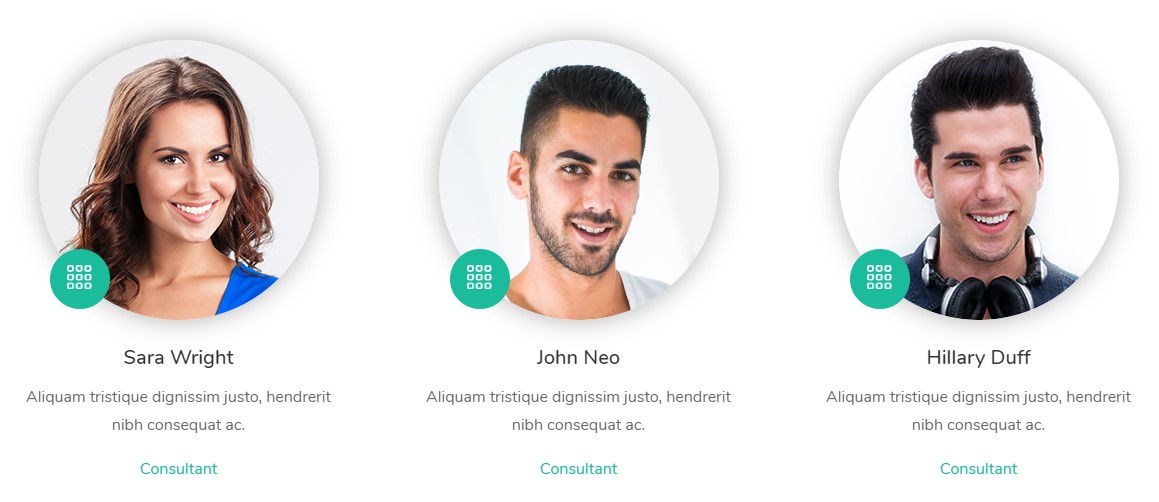 Sara Wright
Aliquam tristique dignissim justo, hendrerit
nibh consequat ac.
Consultant
John Neo
Aliquam tristique dignissim justo, hendrerit
nibh consequat ac.
Consultant
Hillary Duff
Aliquam tristique dignissim justo, hendrerit
nibh consequat ac.
Consultant